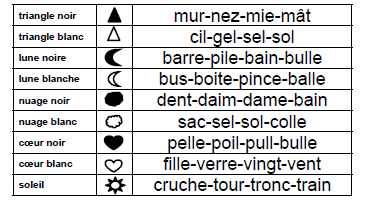 triangle noir mur-nez-mie-mât
triangle blanc cil-gel-sel-sol
lune noire barre-pile-bain-bulle
lune blanche bus-boite-pince-balle
nuage noir dent-daim-dame-bain
nuage blanc sac-sel-sol-colle
cœur noir pelle-poil-pull-bulle
cœur blanc fille-verre-vingt-vent
soleil cruche-tour-tronc-train